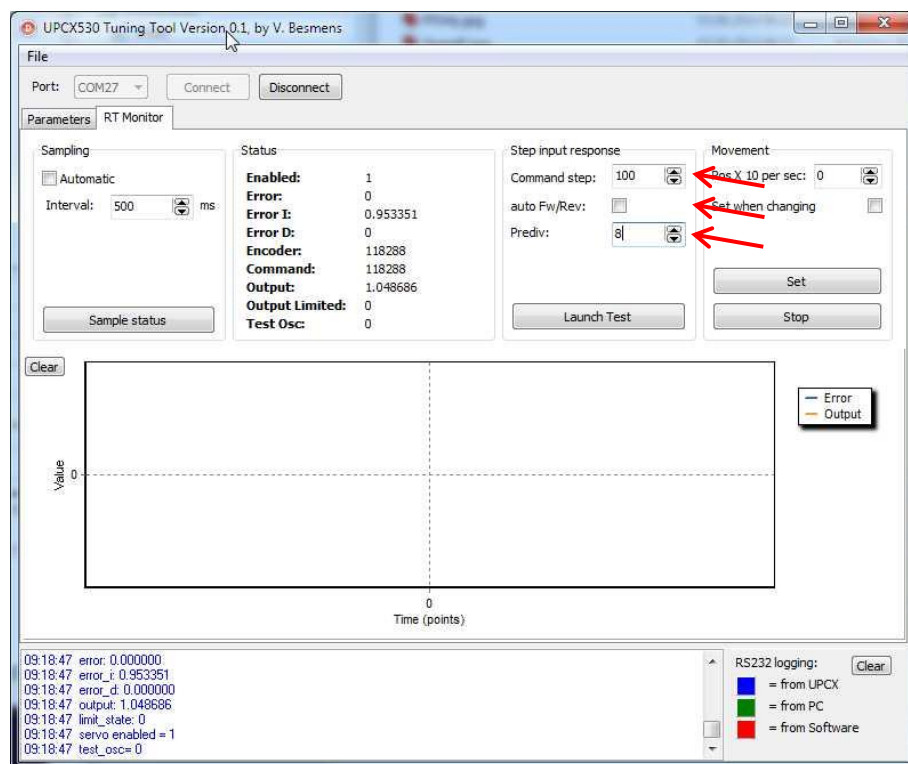 UPCX530 Tuning Tool Version 0.1, by V. Besmens
File
Port: COM27 Connect Disconnect
Parameters RT Monitor
Sampling
Automatic
Interval: 500 ms
Sample status
Status
Enabled: 1
Error: 0
Error I: 0.953351
Error D: 0
Encoder: 118288
Command: 118288
Output: 1.048686
Output Limited: 0
Test Osc: 0
Step input response
Command step: 100
auto Fw/Rev:
Prediv: 8
Launch Test
Movement
Pos X 10 per sec: 0
Set when changing
Set
Stop
Clear
Value
0
0
Time (points)
Error
Output
09:18:47 error: 0.000000
09:18:47 error_i: 0.953351
09:18:47 error_d: 0.000000
09:18:47 output: 1.048686
09:18:47 limit_state: 0
09:18:47 servo enabled = 1
09:18:47 test_osc= 0
RS232 logging: Clear
= from UPCX
= from PC
= from Software